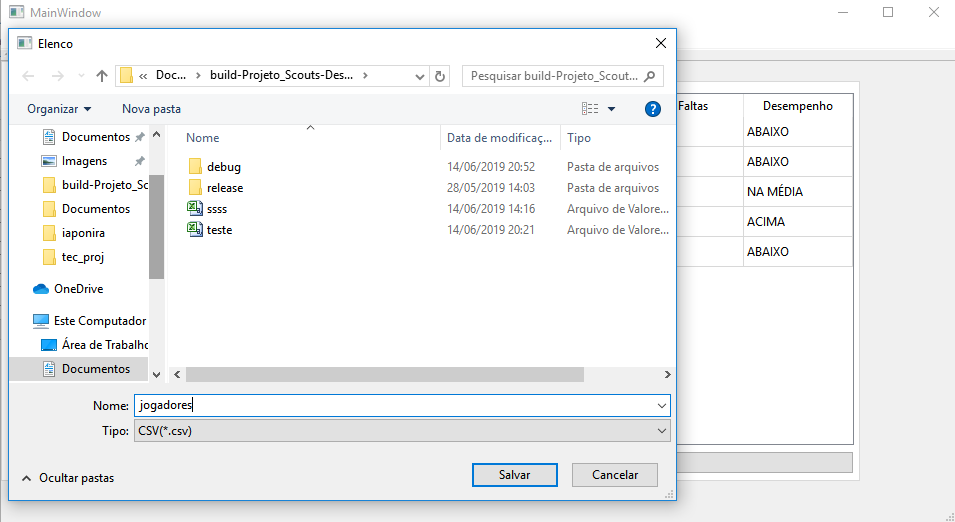 MainWindow
Elenco
« Doc... › build-Projeto_Scouts-Des... ›
Pesquisar build-Projeto_Scout...
Organizar
Nova pasta
Documentos
Imagens
build-Projeto_Sc
Documentos
iaponira
tec_proj
OneDrive
Este Computador
Área de Trabalho
Documentos
Nome Data de modificaç... Tipo
debug 14/06/2019 20:52 Pasta de arquivos
release 28/05/2019 14:03 Pasta de arquivos
ssss 14/06/2019 14:16 Arquivo de Valore...
teste 14/06/2019 20:21 Arquivo de Valore...
Nome: jogadores
Tipo: CSV(*.csv)
Ocultar pastas
Salvar
Cancelar
Faltas Desempenho
ABAIXO
ABAIXO
NA MÉDIA
ACIMA
ABAIXO